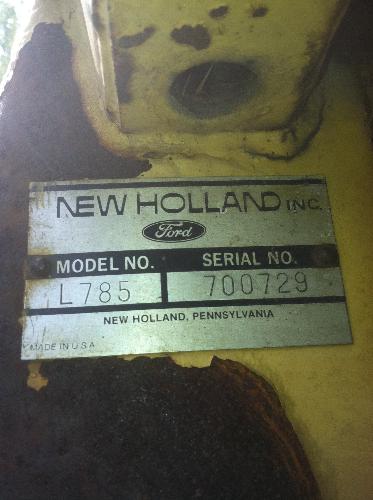 NEW HOLLAND INC.
Ford
MODEL NO. SERIAL NO.
L785 700729
NEW HOLLAND, PENNSYLVANIA
MADE IN U.S.A